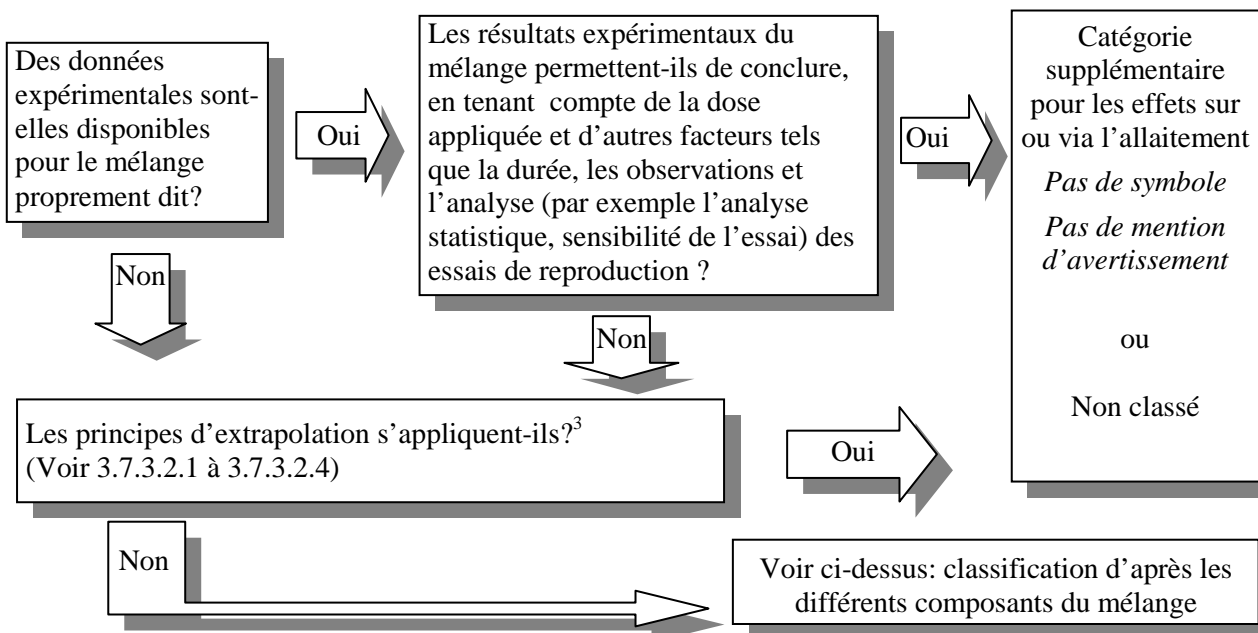 Des données
expérimentales sont-
elles disponibles
pour le mélange
proprement dit?
Oui
Les résultats expérimentaux du
mélange permettent-ils de conclure,
en tenant compte de la dose
appliquée et d'autres facteurs tels
que la durée, les observations et
l'analyse (par exemple l'analyse
statistique, sensibilité de l'essai) des
essais de reproduction ?
Oui
Catégorie
supplémentaire
pour les effets sur
ou via l'allaitement
Pas de symbole
Pas de mention
d'avertissement
ou
Non classé
Non
Non
Les principes d'extrapolation s'appliquent-ils?³
(Voir 3.7.3.2.1 à 3.7.3.2.4)
Oui
Non
Voir ci-dessus: classification d'après les
différents composants du mélange